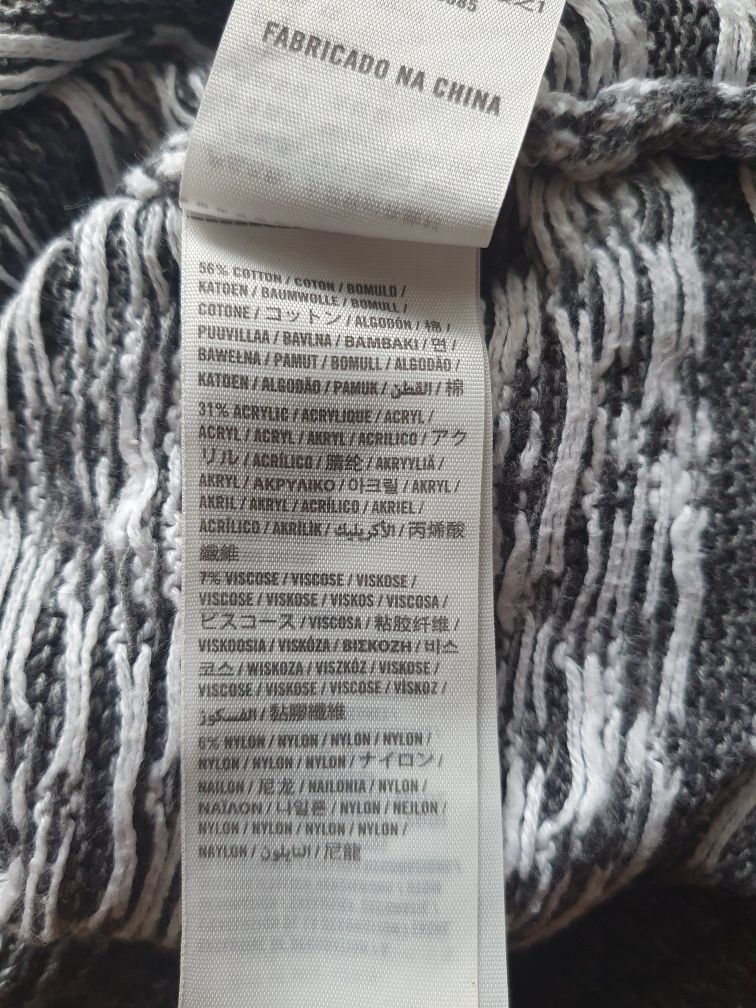 FABRICADO NA CHINA
56% COTTON / COTON / BOMULD /
KATOEN / BAUMWOLLE / BOMULL /
COTONE / コットン / ALGODÓN / 棉 /
PUUVILLAA / BAVLNA / BAMBAKI / 면 /
BAWEŁNA / PAMUT / BOMULL / ALGODÃO /
KATOEN / ALGODÃO / PAMUK / القطن / 棉
31% ACRYLIC / ACRYLIQUE / ACRYL /
ACRYL / ACRYL / AKRYL / ACRILICO / アク
リル / ACRÍLICO / 腈纶 / AKRYYLIÄ /
AKRYL / ΑΚΡΥΛΙΚΟ / 아크릴 / AKRYL /
AKRIL / AKRYL / ACRÍLICO / AKRIEL /
ACRÍLICO / AKRİLİK / الأكريليك / 丙烯酸
纖維
7% VISCOSE / VISCOSE / VISKOSE /
VISCOSE / VISKOSE / VISKOS / VISCOSA /
ビスコース / VISCOSA / 粘胶纤维 /
VISKOOSIA / VISKÓZA / ΒΙΣΚΟΖΗ / 비스
코스 / WISKOZA / VISZKÓZ / VISKOSE /
VISCOSE / VISKOSE / VISCOSE / VİSKOZ /
الفسكوز / 黏膠纖維
6% NYLON / NYLON / NYLON / NYLON /
NYLON / NYLON / NYLON / ナイロン /
NAILON / 尼龙 / NAILONIA / NYLON /
ΝΑΪΛΟΝ / 나일론 / NYLON / NEJLON /
NYLON / NYLON / NYLON / NYLON /
NAYLON / النايلون / 尼龍